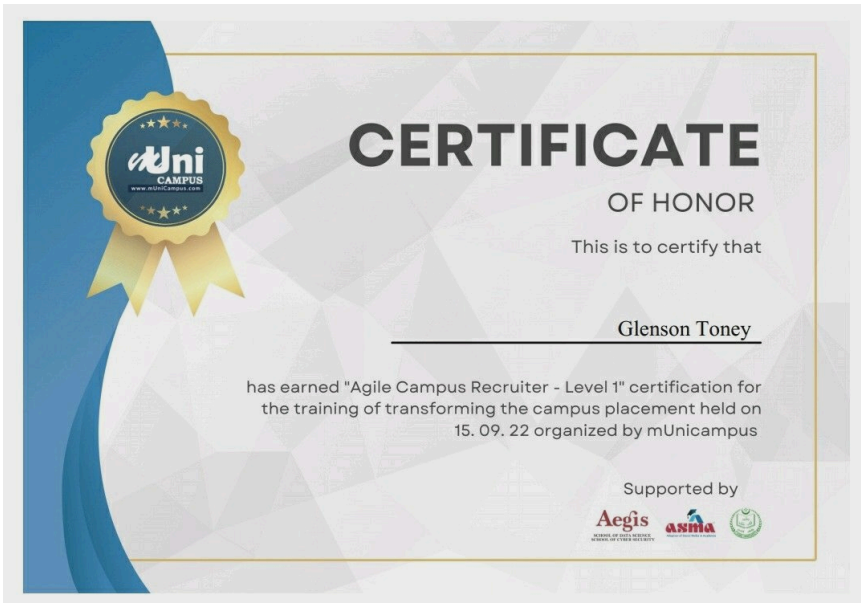 mUni
CAMPUS
www.mUniCampus.com
CERTIFICATE
OF HONOR
This is to certify that
Glenson Toney
has earned "Agile Campus Recruiter - Level 1" certification for
the training of transforming the campus placement held on
15. 09. 22 organized by mUnicampus
Supported by
Aegis
SCHOOL OF DATA SCIENCE
SCHOOL OF CYBER SECURITY
asma